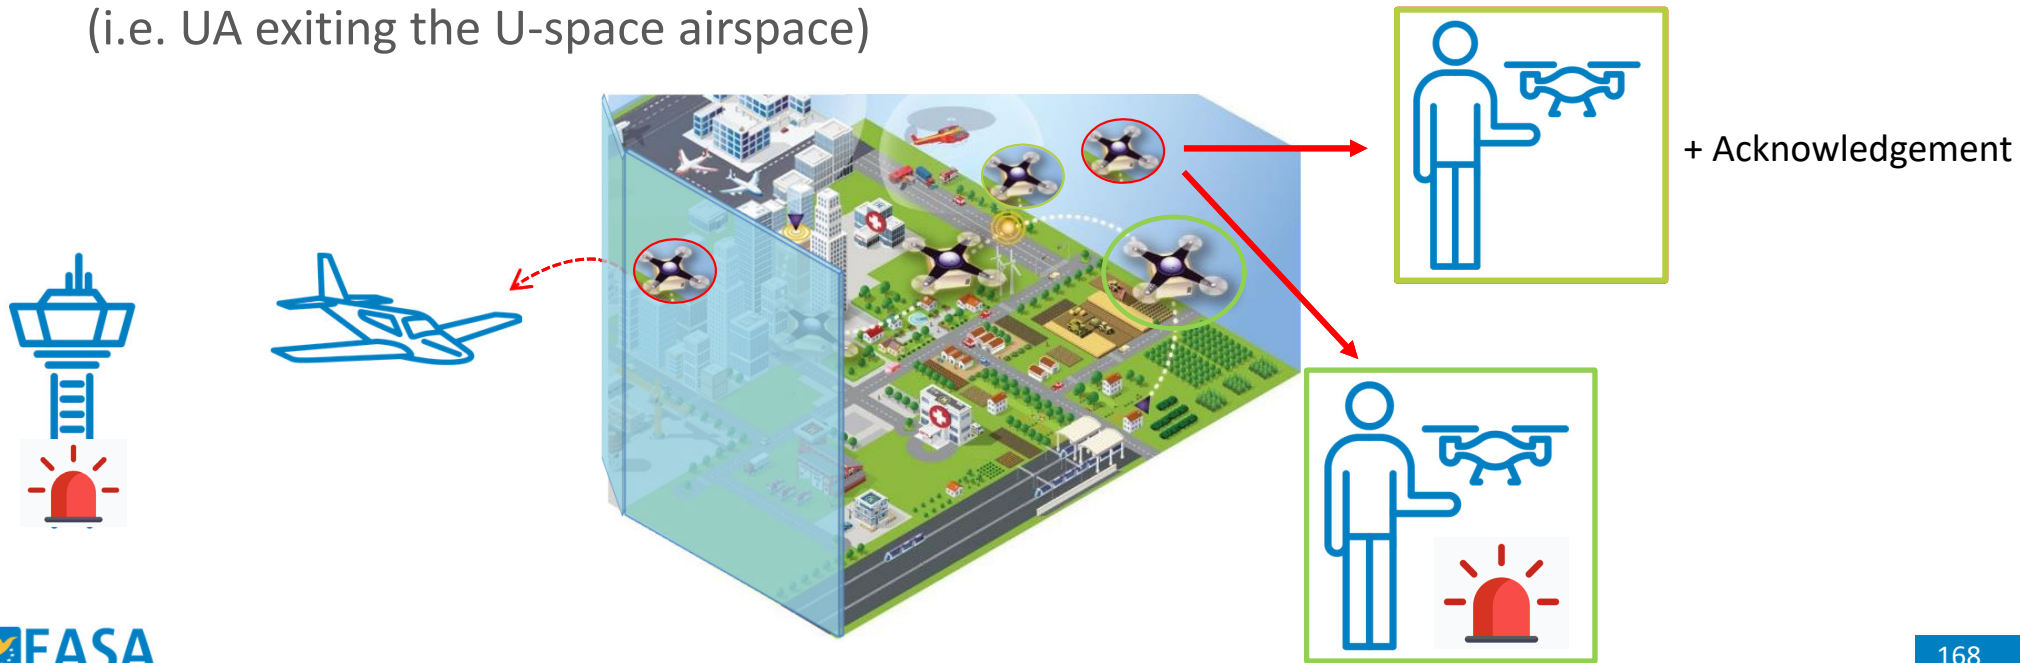 (i.e. UA exiting the U-space airspace)
+ Acknowledgement
EASA
168